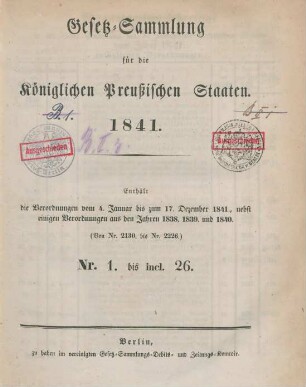 Gesetz-Sammlung
für die
Königlichen Preußischen Staaten.
1841.
Ausgeschieden
Ausgeschieden
Enthält
die Verordnungen vom 4. Januar bis zum 17. Dezember 1841., nebst
einigen Verordnungen aus den Jahren 1838. 1839. und 1840.
(Von Nr. 2130. bis Nr. 2226.)
Nr. 1. bis incl. 26.
Berlin,
zu haben im vereinigten Gesetz-Sammlungs-Debits- und Zeitungs-Komtoir.